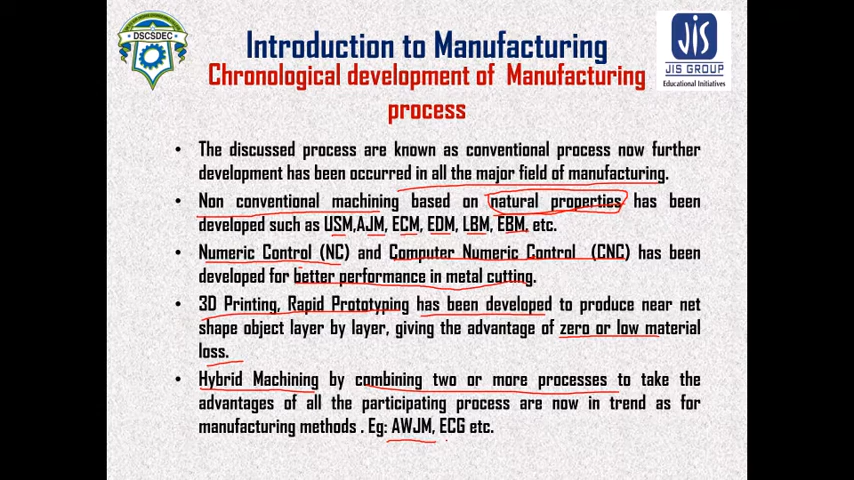 DSCSDEC
Introduction to Manufacturing
JIS
JIS GROUP
Educational Initiatives
Chronological development of Manufacturing
process
• The discussed process are known as conventional process now further
development has been occurred in all the major field of manufacturing.
• Non conventional machining based on natural properties has been
developed such as USM,AJM, ECM, EDM, LBM, EBM, etc.
• Numeric Control (NC) and Computer Numeric Control (CNC) has been
developed for better performance in metal cutting.
• 3D Printing, Rapid Prototyping has been developed to produce near net
shape object layer by layer, giving the advantage of zero or low material
loss.
• Hybrid Machining by combining two or more processes to take the
advantages of all the participating process are now in trend as for
manufacturing methods . Eg: AWJM, ECG etc.